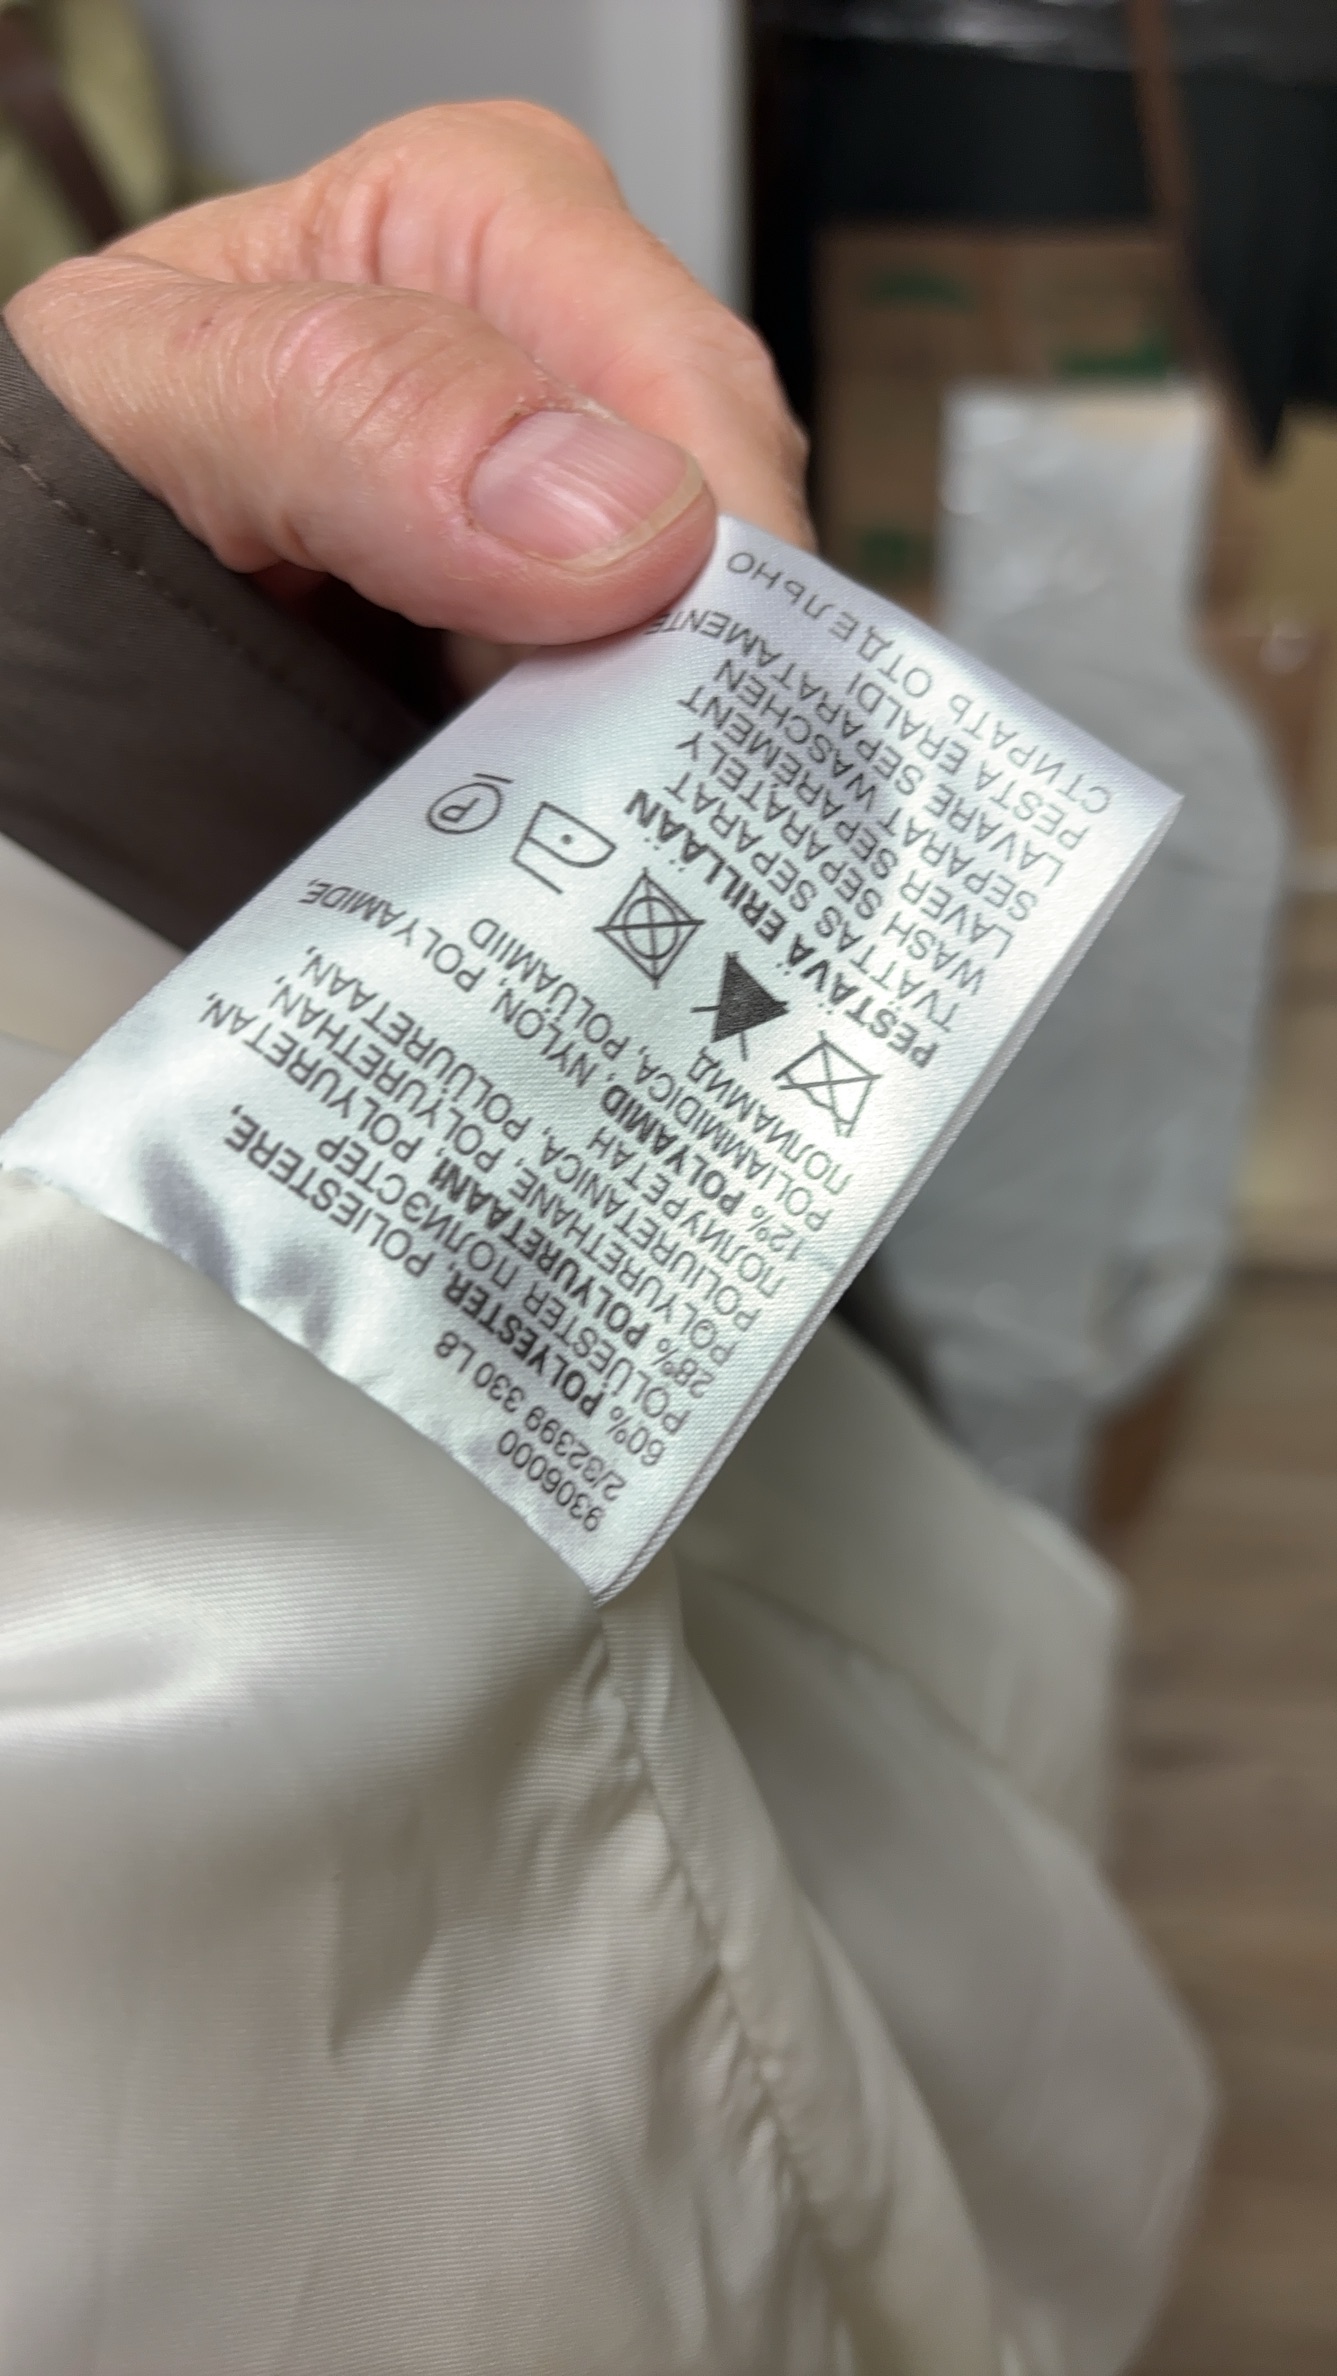 9306000
2/32399 330 L8
60% POLYESTER, POLIESTERE,
POLÜESTER ПОЛИЭСТЕР
28% POLYURETAANI, POLYURETAN,
POLYURETHANE, POLYURETHAN,
POLIURETANICA, POLÜURETAAN,
ПОЛИУРЕТАН
12% POLYAMID, NYLON, POLYAMIDE,
POLIAMMIDICA, POLÜAMIID
ПОЛИАМИД
P
PESTÄVÄ ERILLÄÄN
TVÄTTAS SEPARAT
WASH SEPARATELY
LAVER SEPAREMENT
SEPARAT WASCHEN
LAVARE SEPARATAMENTE
PESTA ERALDI
СТИРАТЬ ОТДЕЛЬНО